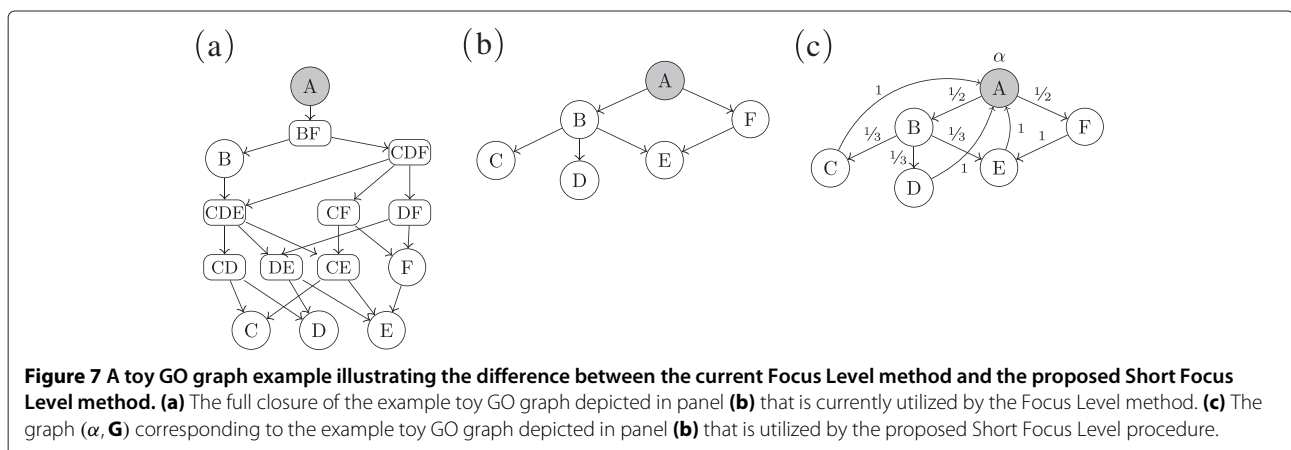 (a)
(b)
(c)
A
BF
B
CDF
CDE
CF
DF
CD
DE
CE
F
C
D
E
A
B
F
C
E
D
α
A
1
1/2
1/2
B
F
1/3
1/3
1
1
C
1/3
E
1
D
Figure 7 A toy GO graph example illustrating the difference between the current Focus Level method and the proposed Short Focus
Level method. (a) The full closure of the example toy GO graph depicted in panel (b) that is currently utilized by the Focus Level method. (c) The
graph (α, G) corresponding to the example toy GO graph depicted in panel (b) that is utilized by the proposed Short Focus Level procedure.